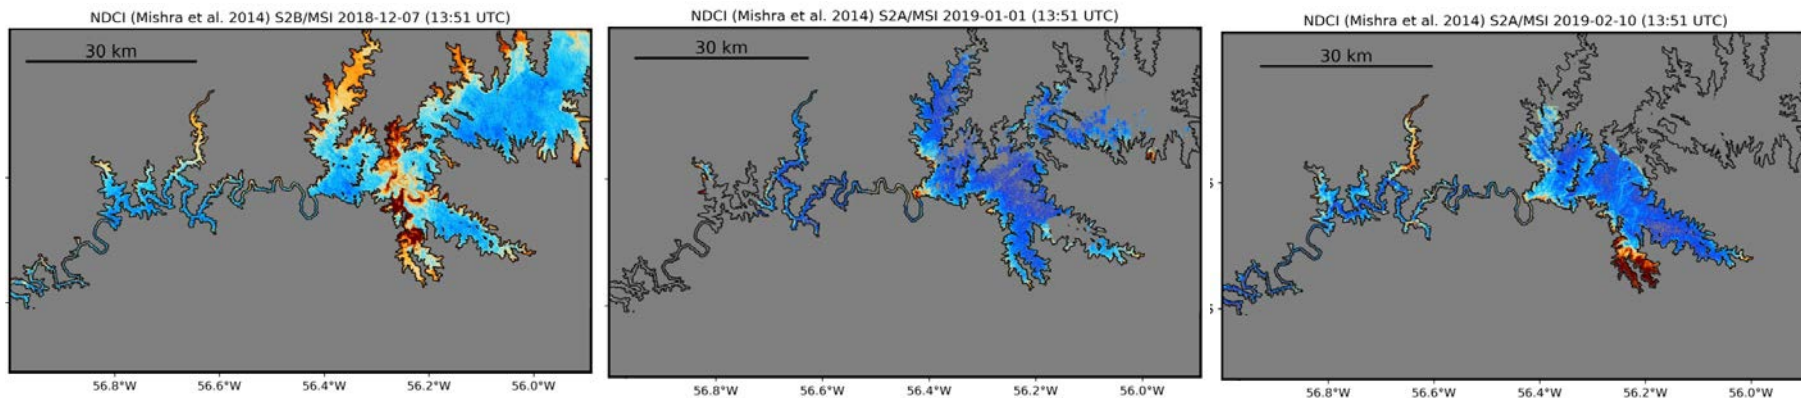 NDCI (Mishra et al. 2014) S2B/MSI 2018-12-07 (13:51 UTC)
30 km
56.8°W 56.6°W 56.4°W 56.2°W 56.0°W
NDCI (Mishra et al. 2014) S2A/MSI 2019-01-01 (13:51 UTC)
30 km
56.8°W 56.6°W 56.4°W 56.2°W 56.0°W
NDCI (Mishra et al. 2014) S2A/MSI 2019-02-10 (13:51 UTC)
30 km
S
S
56.8°W 56.6°W 56.4°W 56.2°W 56.0°W